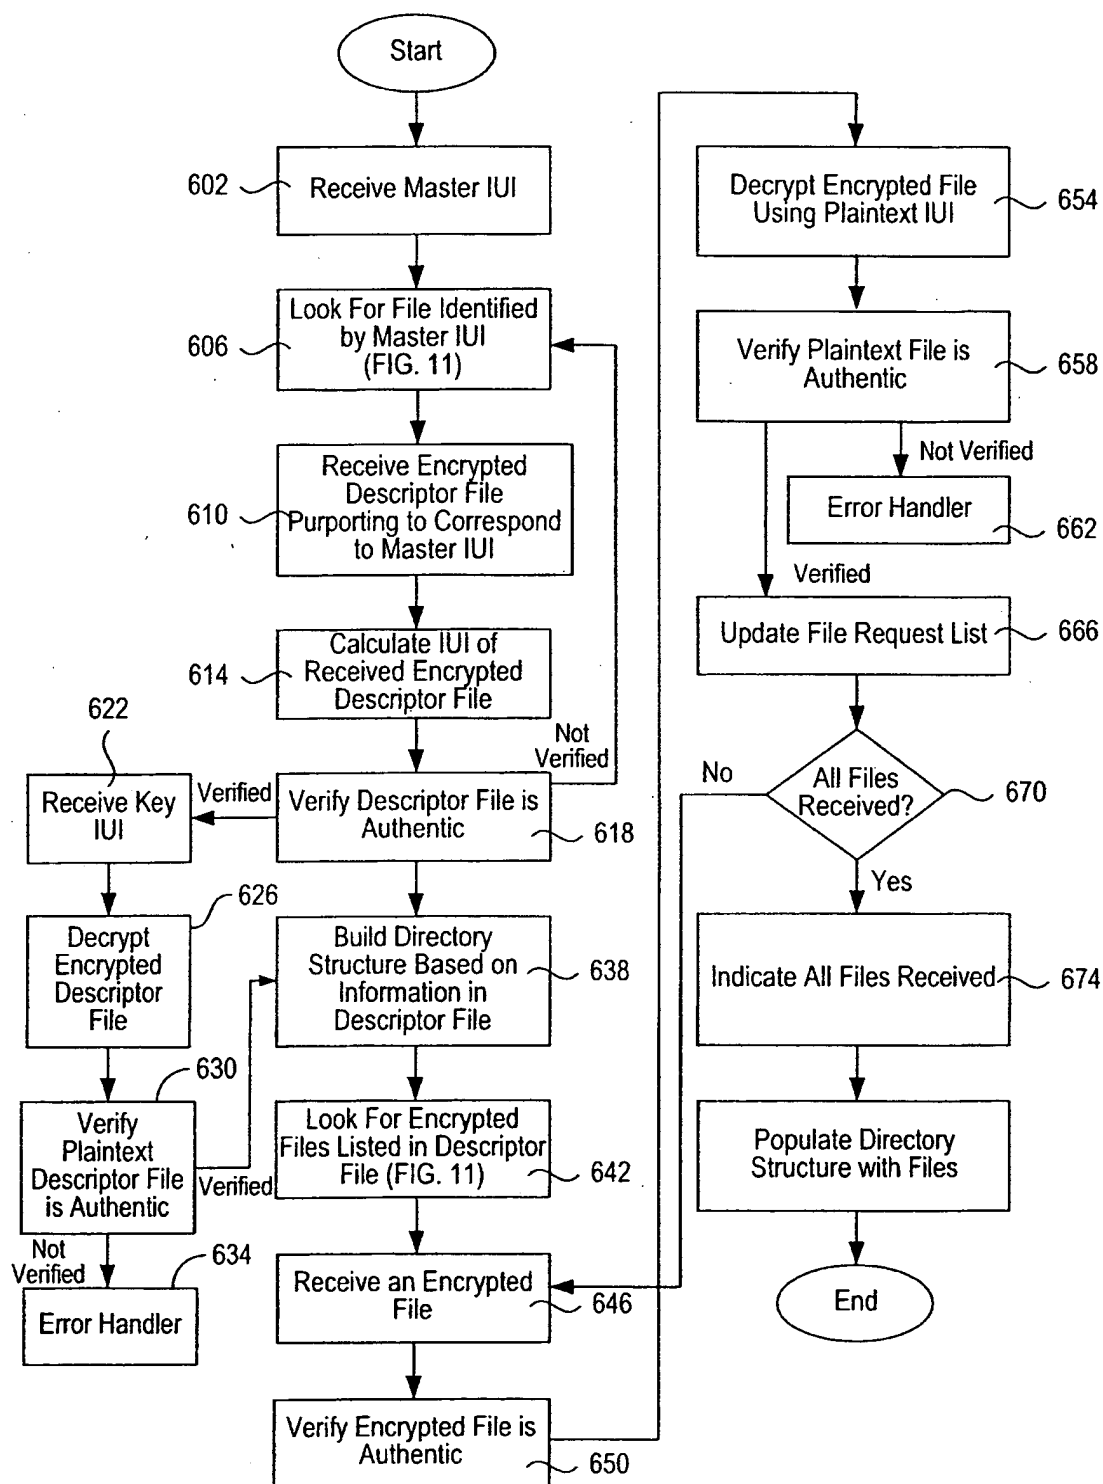 Start
602
Receive Master IUI
606
Look For File Identified
by Master IUI
(FIG. 11)
610
Receive Encrypted
Descriptor File
Purporting to Correspond
to Master IUI
614
Calculate IUI of
Received Encrypted
Descriptor File
Not
Verified
622
Receive Key
IUI
Verified
Verify Descriptor File is
Authentic
618
626
Decrypt
Encrypted
Descriptor
File
Build Directory
Structure Based on
Information in
Descriptor File
638
630
Verify
Plaintext
Descriptor File
is Authentic
Verified
Not
Verified
634
Error Handler
Look For Encrypted
Files Listed in Descriptor
File (FIG. 11)
642
Receive an Encrypted
File
646
Verify Encrypted File is
Authentic
650
Decrypt Encrypted File
Using Plaintext IUI
654
Verify Plaintext File is
Authentic
658
Not Verified
Error Handler
662
Verified
Update File Request List
666
No
All Files
Received?
670
Yes
Indicate All Files Received
674
Populate Directory
Structure with Files
End